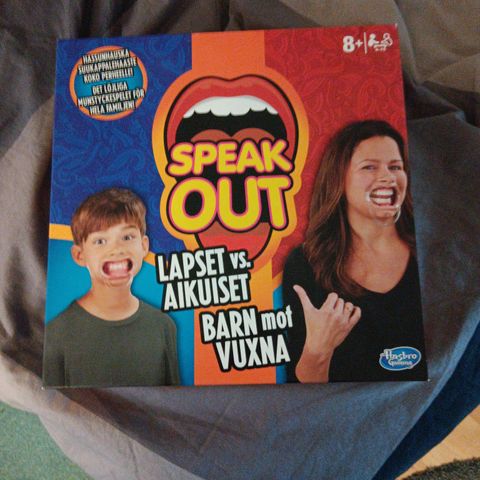 HASSUNHAUSKA
SUUKAPPALEHAASTE
KOKO PERHEELLE!
DET LÖJLIGA
MUNSTYCKESPELET FÖR
HELA FAMILJEN!
8+
SPEAK
OUT
LAPSET vs.
AIKUISET
BARN mot
VUXNA
Hasbro
Gaming